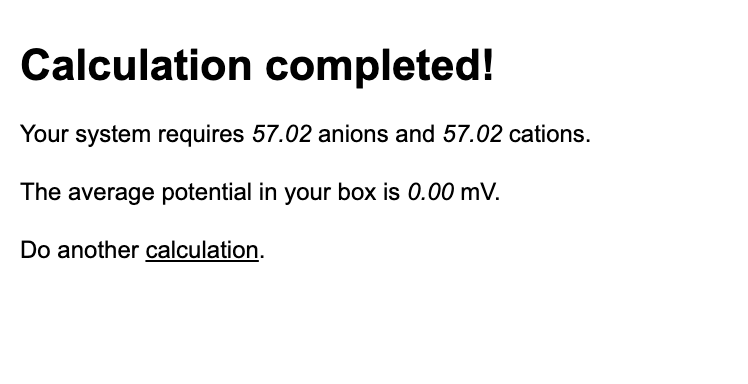 Calculation completed!
Your system requires 57.02 anions and 57.02 cations.
The average potential in your box is 0.00 mV.
Do another calculation.